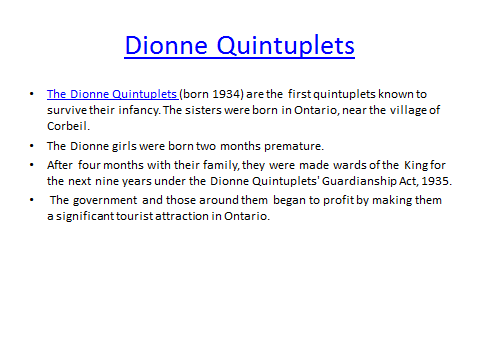 Dionne Quintuplets
• The Dionne Quintuplets (born 1934) are the first quintuplets known to
survive their infancy. The sisters were born in Ontario, near the village of
Corbeil.
• The Dionne girls were born two months premature.
• After four months with their family, they were made wards of the King for
the next nine years under the Dionne Quintuplets' Guardianship Act, 1935.
• The government and those around them began to profit by making them
a significant tourist attraction in Ontario.